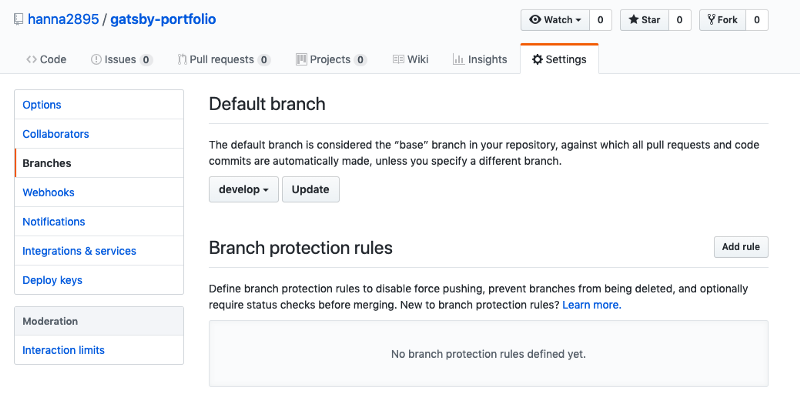 hanna2895 / gatsby-portfolio
Watch 0 Star 0 Fork 0
Code Issues 0 Pull requests 0 Projects 0 Wiki Insights Settings
Options
Collaborators
Branches
Webhooks
Notifications
Integrations & services
Deploy keys
Moderation
Interaction limits
Default branch
The default branch is considered the “base” branch in your repository, against which all pull requests and code
commits are automatically made, unless you specify a different branch.
develop Update
Branch protection rules Add rule
Define branch protection rules to disable force pushing, prevent branches from being deleted, and optionally
require status checks before merging. New to branch protection rules? Learn more.
No branch protection rules defined yet.